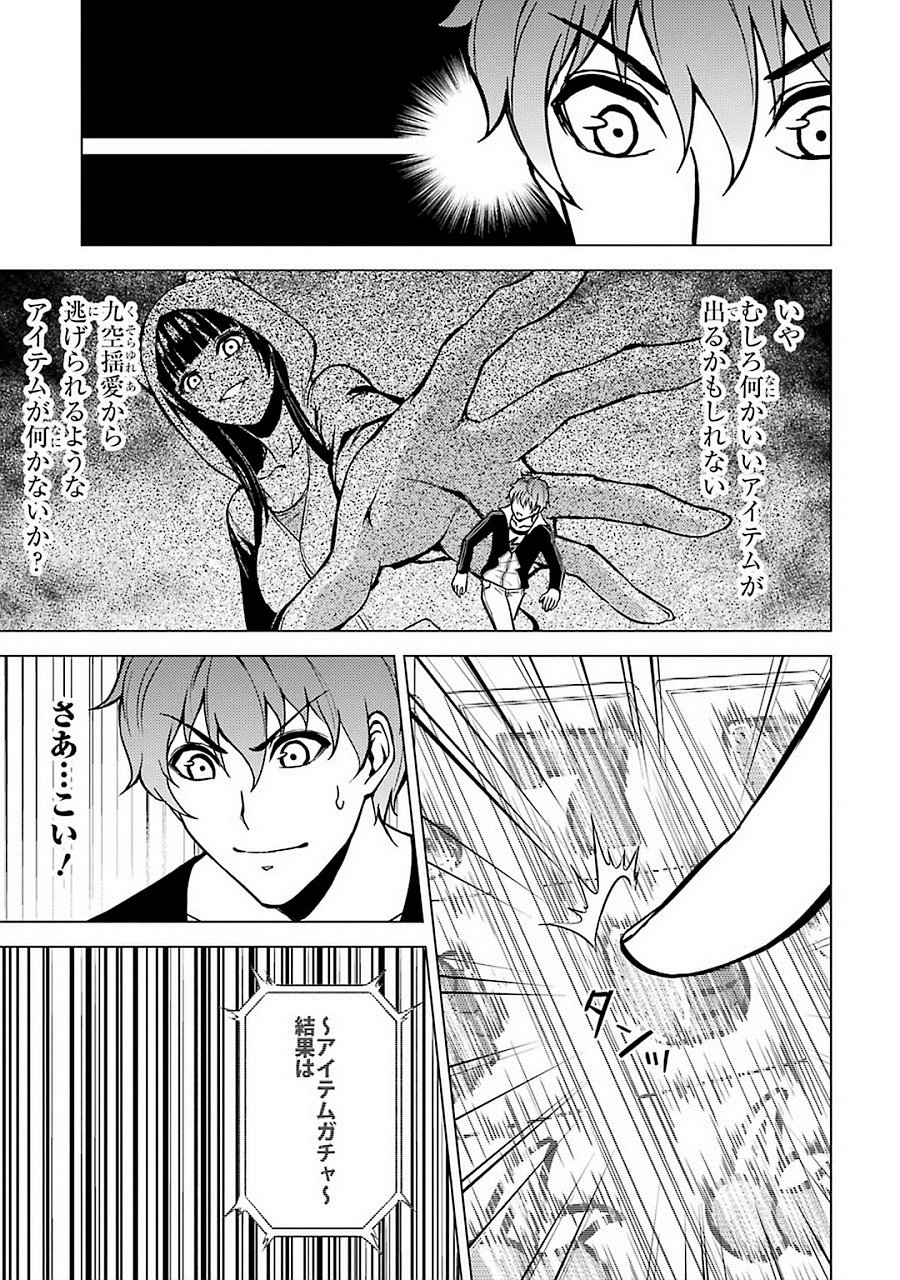 いや
むしろ何かいいアイテムが
出るかもしれない
九空揺愛から
逃げられるような
アイテムが何かないか？
タンッ
さあ…こい！
〜アイテムガチャ〜
結果は